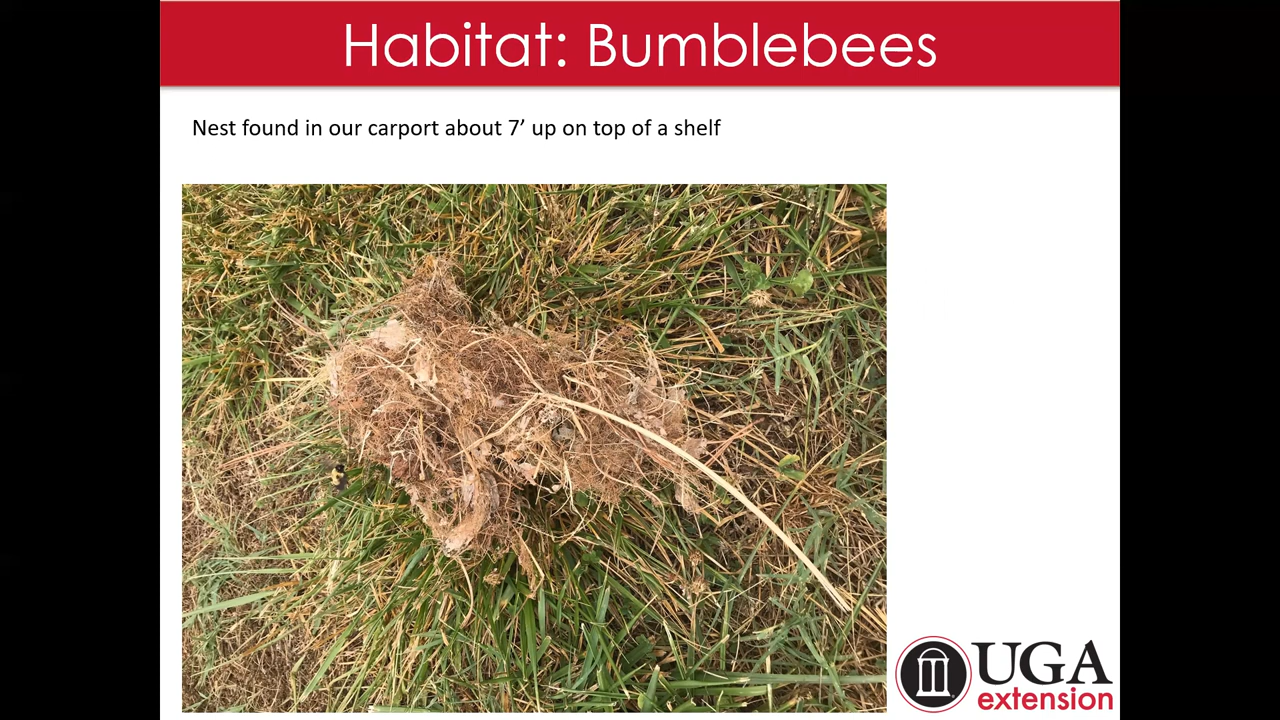 Habitat: Bumblebees
Nest found in our carport about 7’ up on top of a shelf
UGA
extension